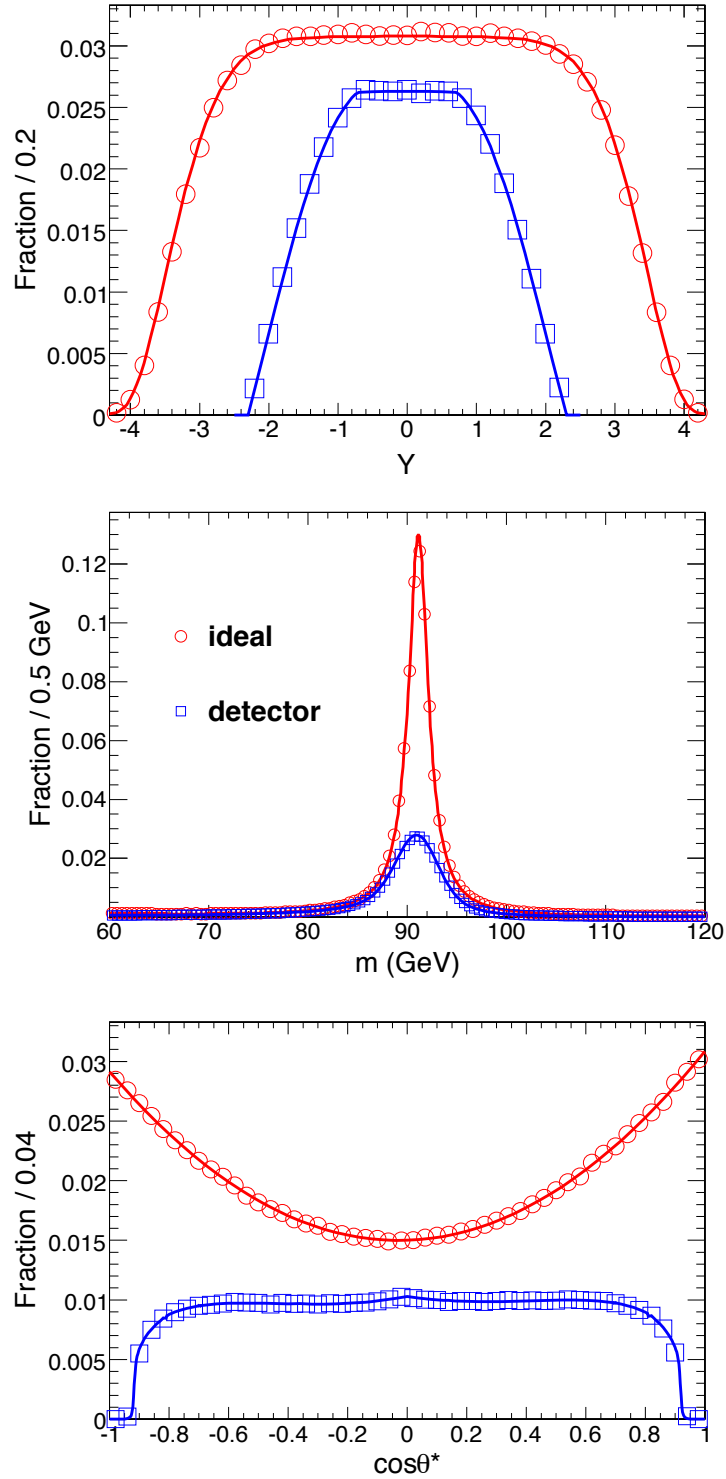 Fraction / 0.2
0.03
0.025
0.02
0.015
0.01
0.005
0
-4 -3 -2 -1 0 1 2 3 4
Y
Fraction / 0.5 GeV
0.12
0.1
0.08
0.06
0.04
0.02
ideal
detector
60 70 80 90 100 110 120
m (GeV)
Fraction / 0.04
0.03
0.025
0.02
0.015
0.01
0.005
0
-1 -0.8 -0.6 -0.4 -0.2 0 0.2 0.4 0.6 0.8 1
cosθ*